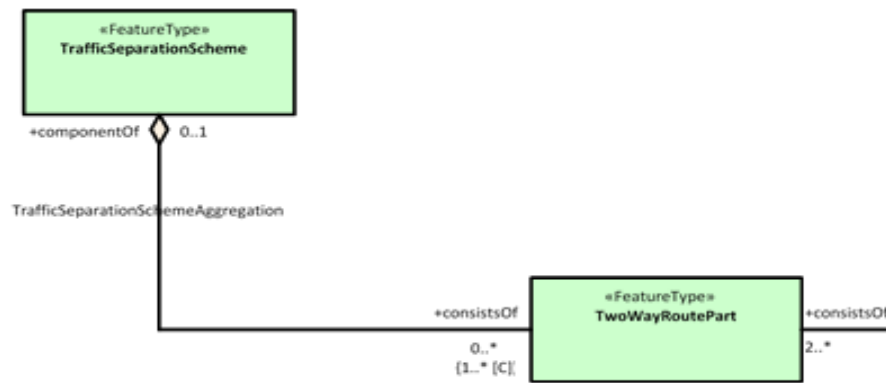 «FeatureType»
TrafficSeparationScheme
+componentOf 0..1
TrafficSeparationSchemeAggregation
+consistsOf
«FeatureType»
TwoWayRoutePart
+consistsOf
0..*
{1..* [C]
2..*